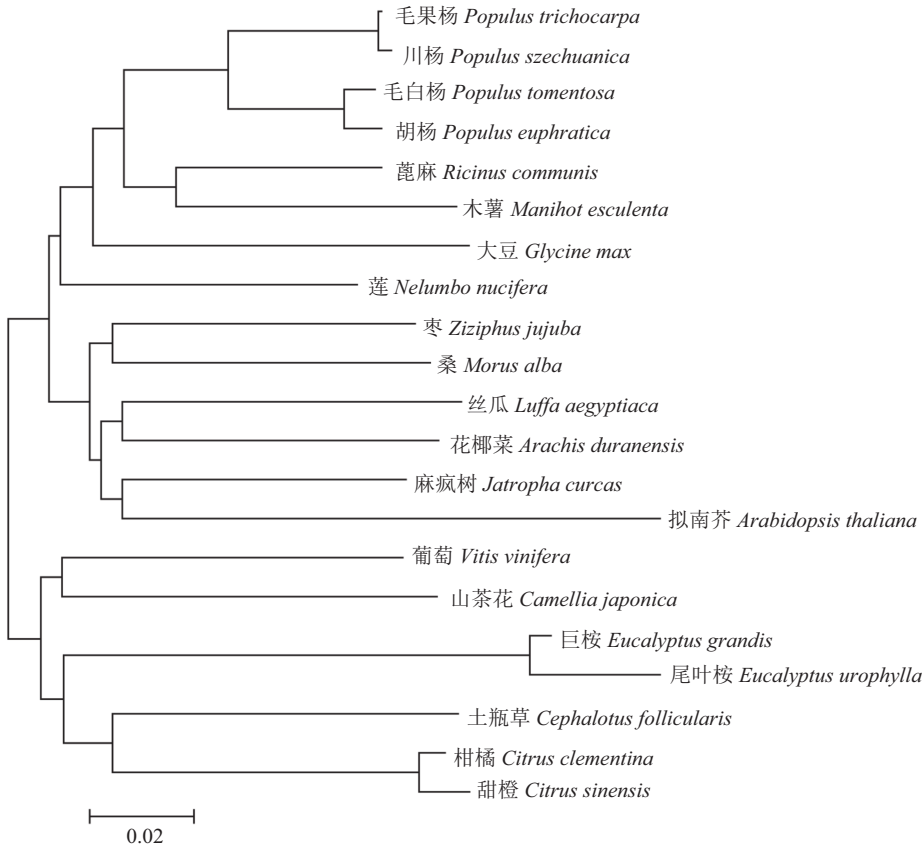 毛果杨 Populus trichocarpa
川杨 Populus szechuanica
毛白杨 Populus tomentosa
胡杨 Populus euphratica
蓖麻 Ricinus communis
木薯 Manihot esculenta
大豆 Glycine max
莲 Nelumbo nucifera
枣 Ziziphus jujuba
桑 Morus alba
丝瓜 Luffa aegyptiaca
花椰菜 Arachis duranensis
麻疯树 Jatropha curcas
拟南芥 Arabidopsis thaliana
葡萄 Vitis vinifera
山茶花 Camellia japonica
巨桉 Eucalyptus grandis
尾叶桉 Eucalyptus urophylla
土瓶草 Cephalotus follicularis
柑橘 Citrus clementina
甜橙 Citrus sinensis
0.02